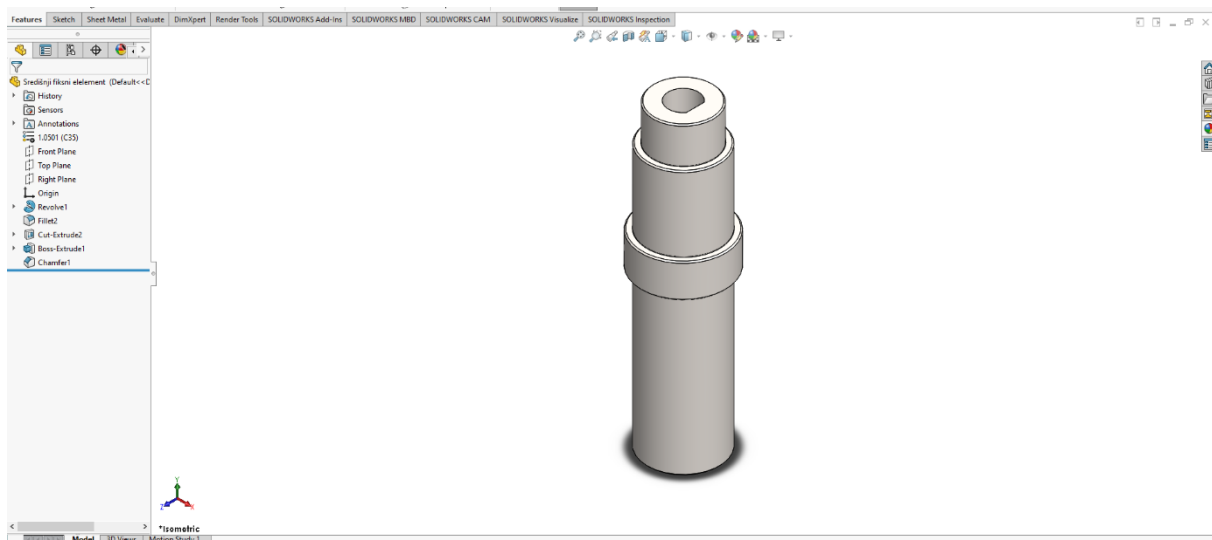 Features Sketch Sheet Metal Evaluate DimXpert Render Tools SOLIDWORKS Add-Ins SOLIDWORKS MBD SOLIDWORKS CAM SOLIDWORKS Visualize SOLIDWORKS Inspection
Središnji fiksni elelement (Default<<D
History
Sensors
Annotations
1.0501 (C35)
Front Plane
Top Plane
Right Plane
Origin
Revolve1
Fillet2
Cut-Extrude2
Boss-Extrude1
Chamfer1
Y
Z
X
*Isometric
Model 3D Views Motion Study 1